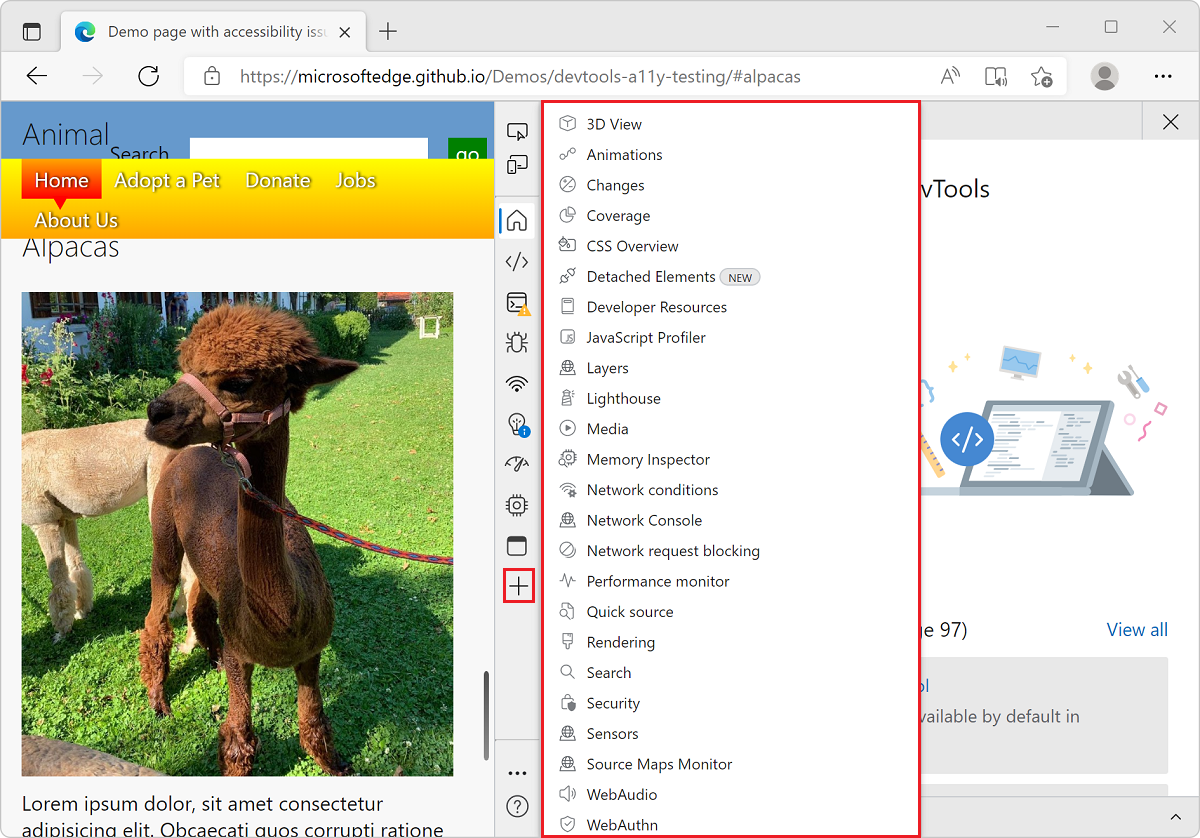 Demo page with accessibility issu
https://microsoftedge.github.io/Demos/devtools-a11y-testing/#alpacas
Animal
Search
go
Home
Adopt a Pet
Donate
Jobs
About Us
Alpacas
Lorem ipsum dolor, sit amet consectetur
adipisicing elit. Obcaecati quos corrupti ratione
3D View
Animations
Changes
Coverage
CSS Overview
Detached Elements NEW
Developer Resources
JavaScript Profiler
Layers
Lighthouse
Media
Memory Inspector
Network conditions
Network Console
Network request blocking
Performance monitor
Quick source
Rendering
Search
Security
Sensors
Source Maps Monitor
WebAudio
WebAuthn
vTools
e 97)
View all
ol
vailable by default in